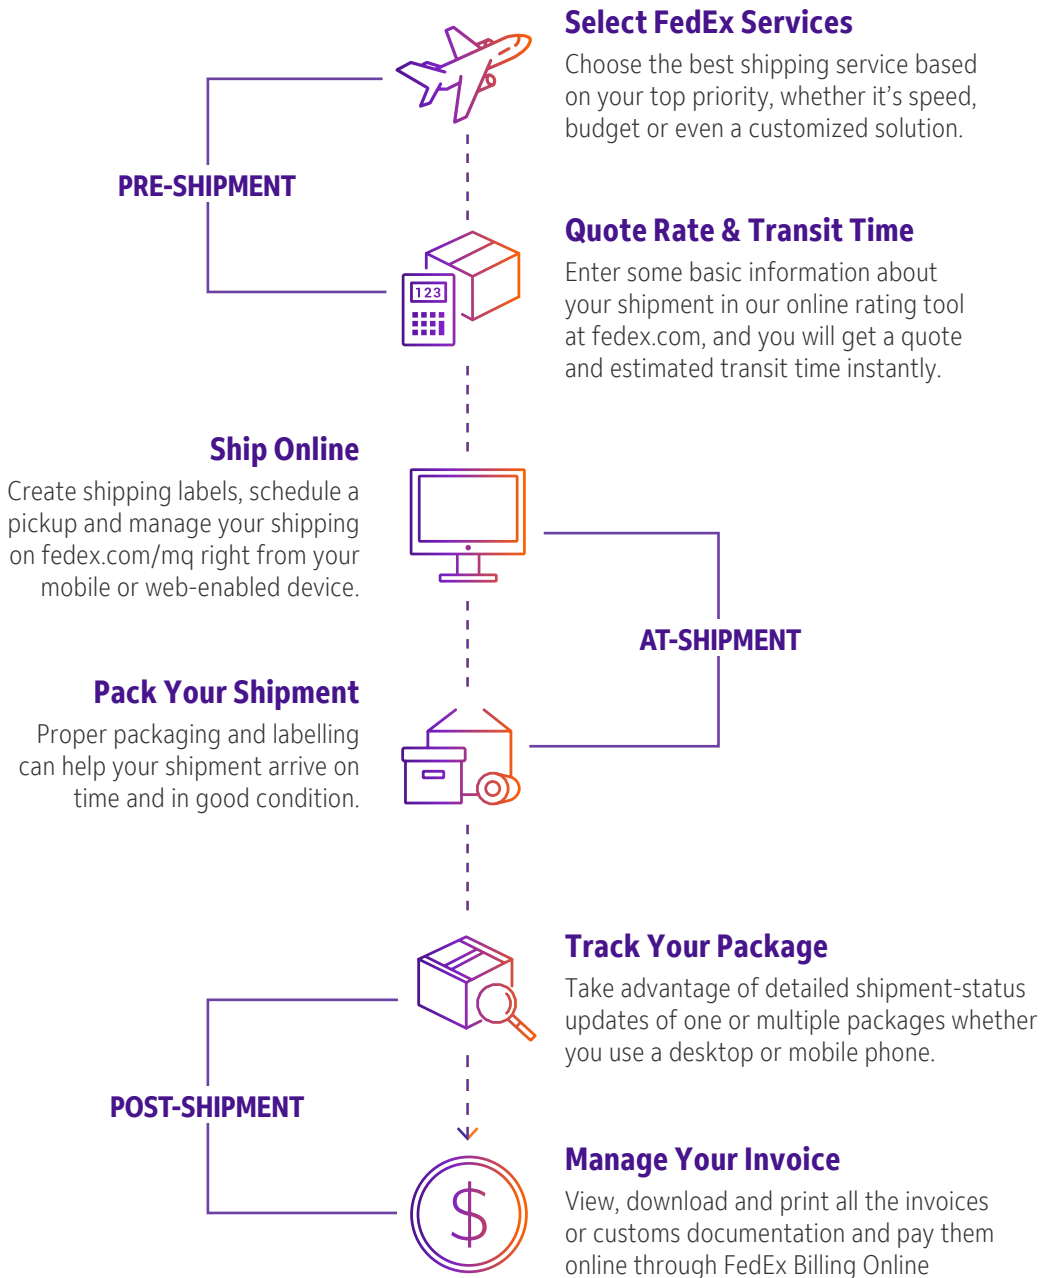 Select FedEx Services
Choose the best shipping service based
on your top priority, whether it’s speed,
budget or even a customized solution.
PRE-SHIPMENT
Quote Rate & Transit Time
Enter some basic information about
your shipment in our online rating tool
at fedex.com, and you will get a quote
and estimated transit time instantly.
123
Ship Online
Create shipping labels, schedule a
pickup and manage your shipping
on fedex.com/mq right from your
mobile or web-enabled device.
AT-SHIPMENT
Pack Your Shipment
Proper packaging and labelling
can help your shipment arrive on
time and in good condition.
Track Your Package
Take advantage of detailed shipment-status
updates of one or multiple packages whether
you use a desktop or mobile phone.
POST-SHIPMENT
Manage Your Invoice
View, download and print all the invoices
or customs documentation and pay them
online through FedEx Billing Online
$